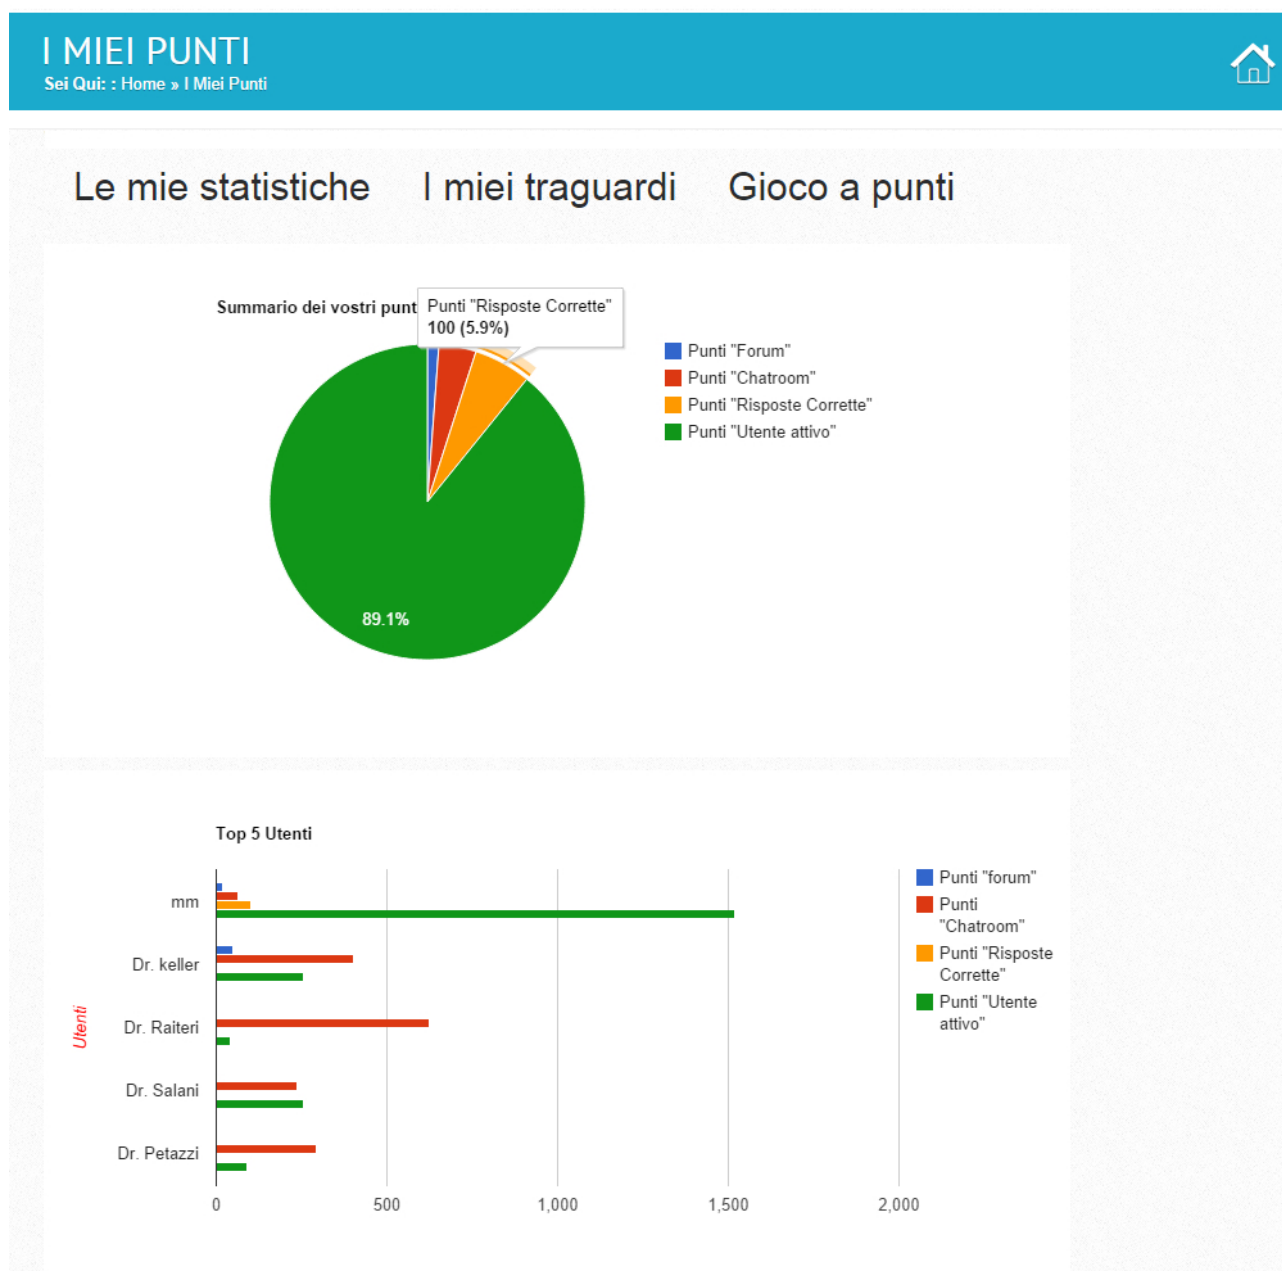 I MIEI PUNTI
Sei Qui: : Home » I Miei Punti
Le mie statistiche I miei traguardi Gioco a punti
Summario dei vostri punt
Punti "Risposte Corrette"
100 (5.9%)
Punti "Forum"
Punti "Chatroom"
Punti "Risposte Corrette"
Punti "Utente attivo"
89.1%
Top 5 Utenti
mm
Dr. keller
Dr. Raiteri
Dr. Salani
Dr. Petazzi
Utenti
0 500 1,000 1,500 2,000
Punti "forum"
Punti
"Chatroom"
Punti "Risposte
Corrette"
Punti "Utente
attivo"